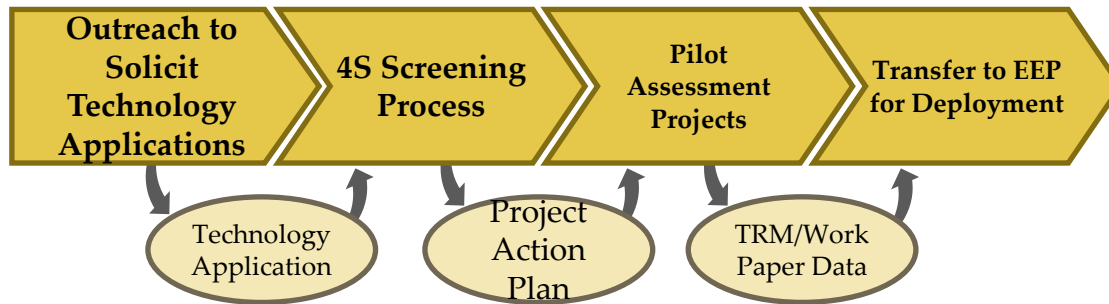 Outreach to
Solicit
Technology
Applications
4S Screening
Process
Pilot
Assessment
Projects
Transfer to EEP
for Deployment
Technology
Application
Project
Action
Plan
TRM/Work
Paper Data